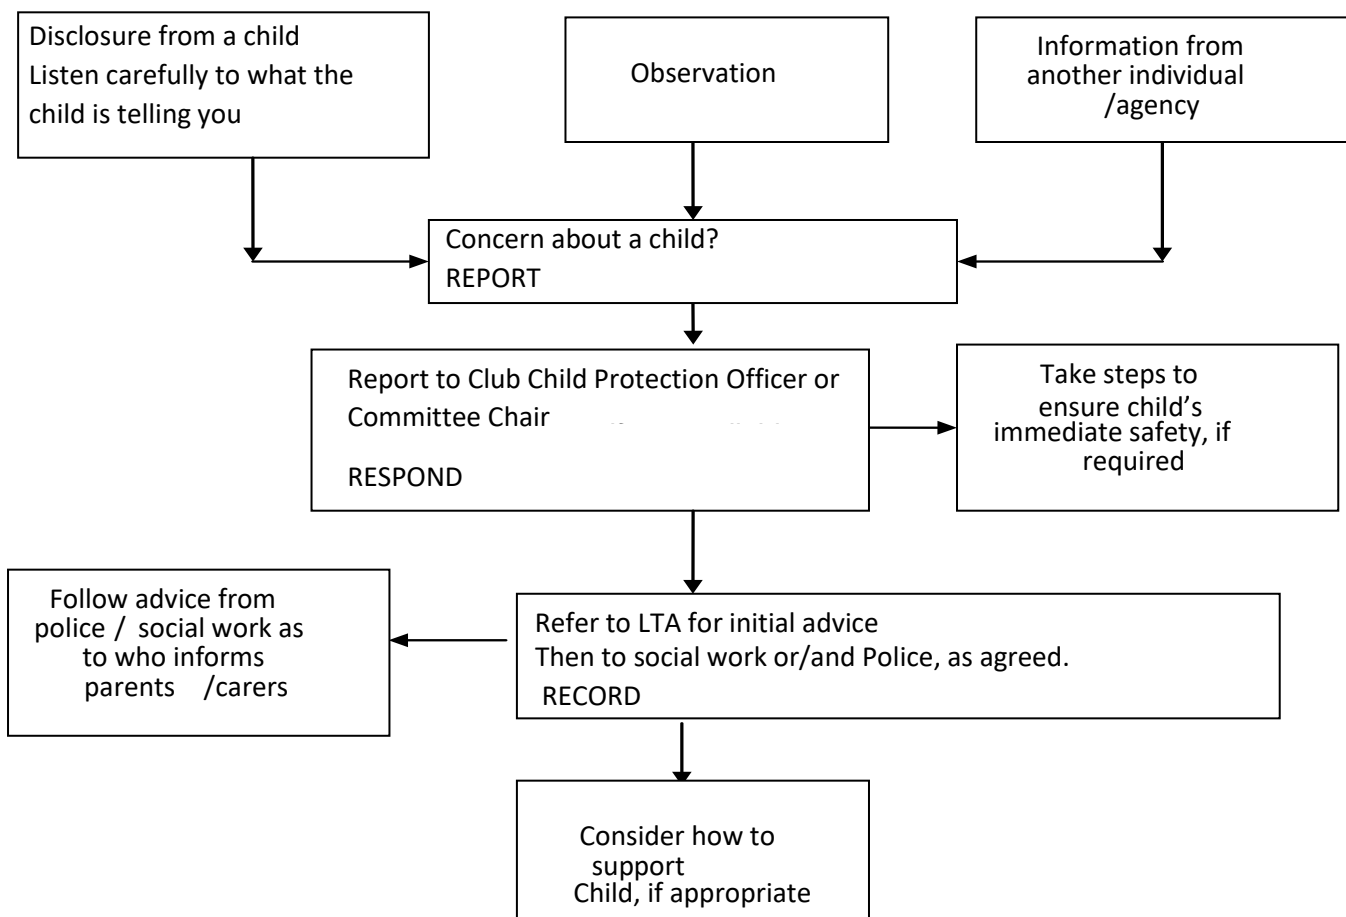 Disclosure from a child
Listen carefully to what the
child is telling you
Observation
Information from
another individual
/agency
Concern about a child?
REPORT
Report to Club Child Protection Officer or
Committee Chair
RESPOND
Take steps to
ensure child’s
immediate safety, if
required
Follow advice from
police / social work as
to who informs
parents /carers
Refer to LTA for initial advice
Then to social work or/and Police, as agreed.
RECORD
Consider how to
support
Child, if appropriate